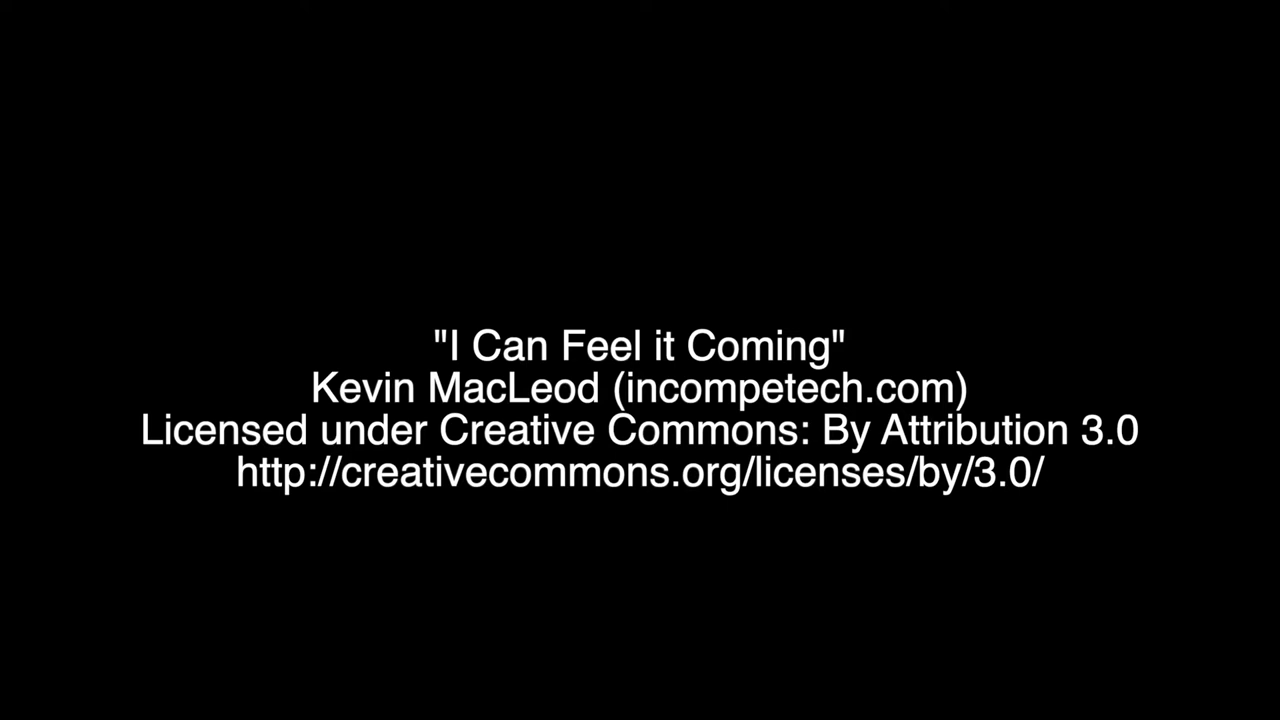 "I Can Feel it Coming"
Kevin MacLeod (incompetech.com)
Licensed under Creative Commons: By Attribution 3.0
http://creativecommons.org/licenses/by/3.0/